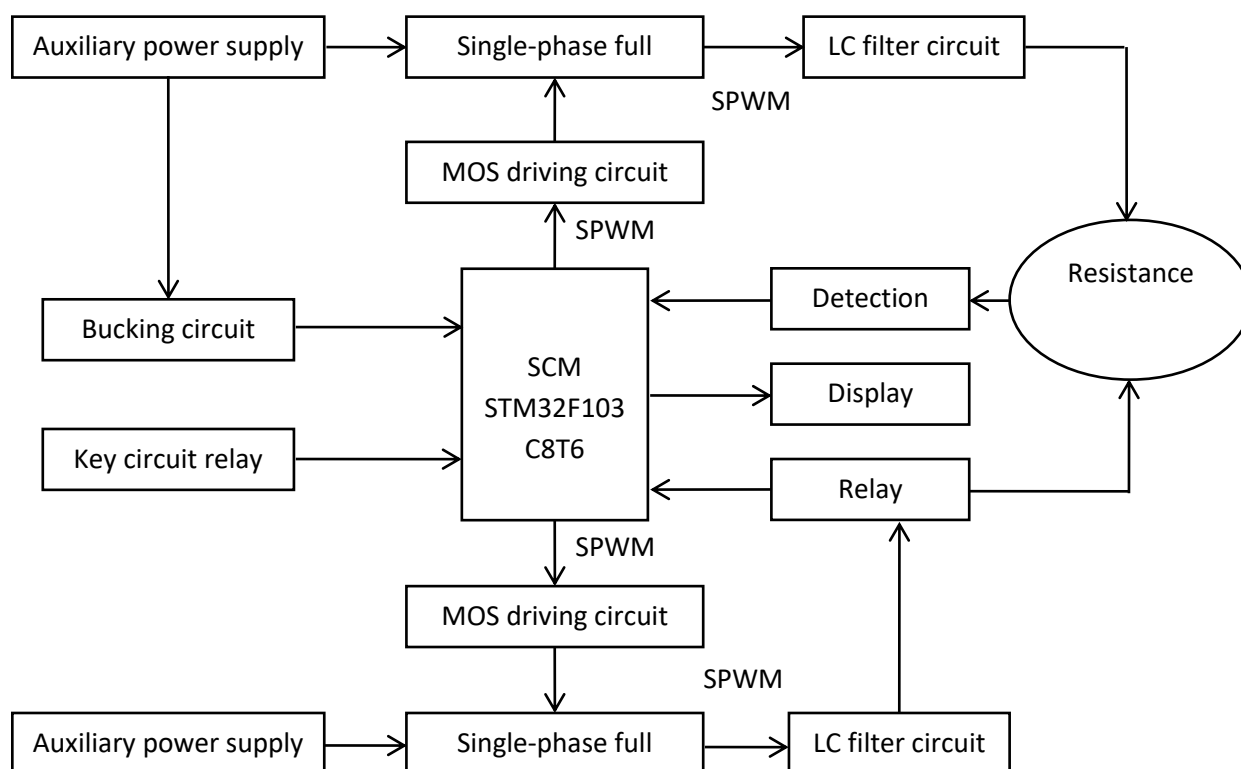 Auxiliary power supply
Single-phase full
LC filter circuit
SPWM
MOS driving circuit
SPWM
Resistance
Detection
Bucking circuit
SCM
STM32F103
C8T6
Display
Key circuit relay
Relay
SPWM
MOS driving circuit
SPWM
Auxiliary power supply
Single-phase full
LC filter circuit